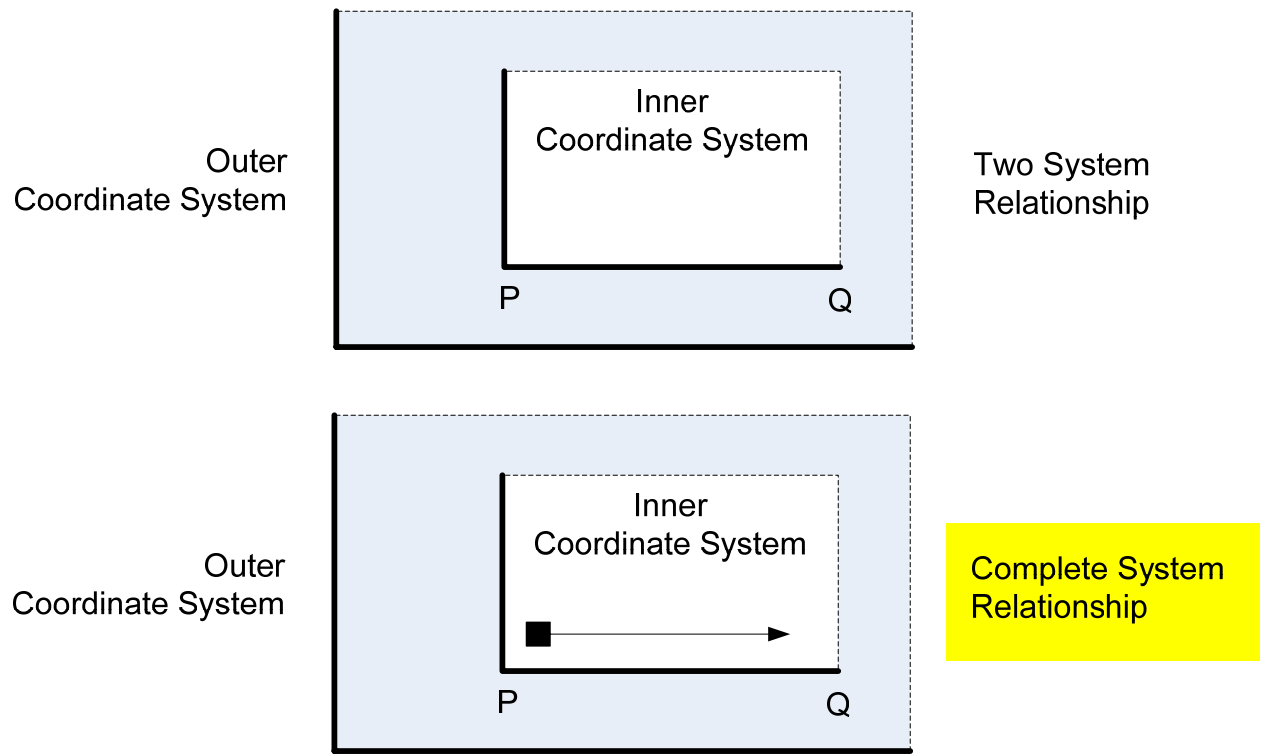 Outer
Coordinate System
Inner
Coordinate System
P
Q
Two System
Relationship
Outer
Coordinate System
Inner
Coordinate System
P
Q
Complete System
Relationship